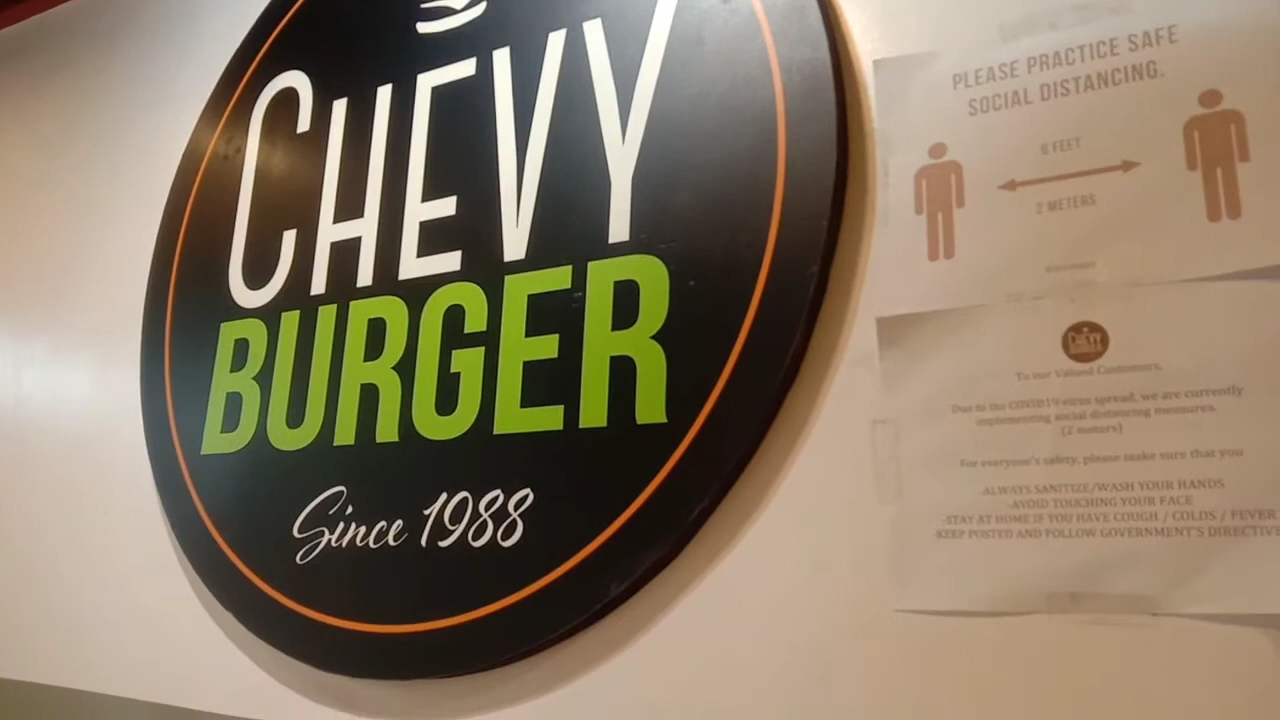 CHEVY
BURGER
Since 1988
PLEASE PRACTICE SAFE
SOCIAL DISTANCING.
6 FEET
2 METERS
CHEVY
To our Valued Customers,
Due to the COVID19 virus spread, we are currently
implementing social distancing measures.
(2 meters)
For everyone's safety, please make sure that you
-ALWAYS SANITIZE/WASH YOUR HANDS
-AVOID TOUCHING YOUR FACE
-STAY AT HOME IF YOU HAVE COUGH / COLDS / FEVER
-KEEP POSTED AND FOLLOW GOVERNMENT'S DIRECTIV